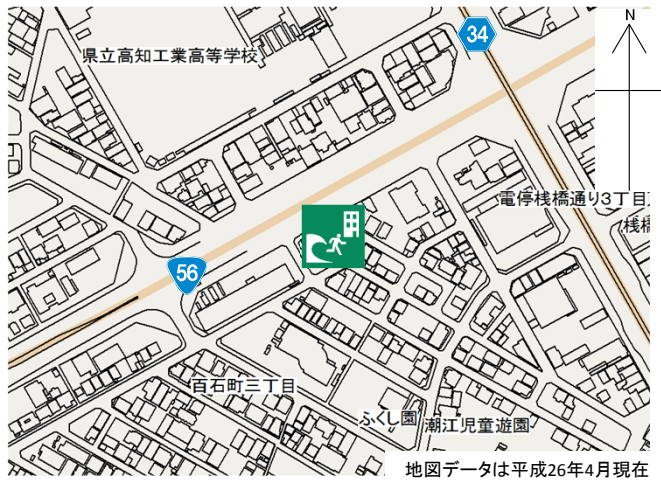 N
34
県立高知工業高等学校
電停桟橋通り3丁目
桟橋
56
百石町三丁目
ふくし園
潮江児童遊園
地図データは平成26年4月現在